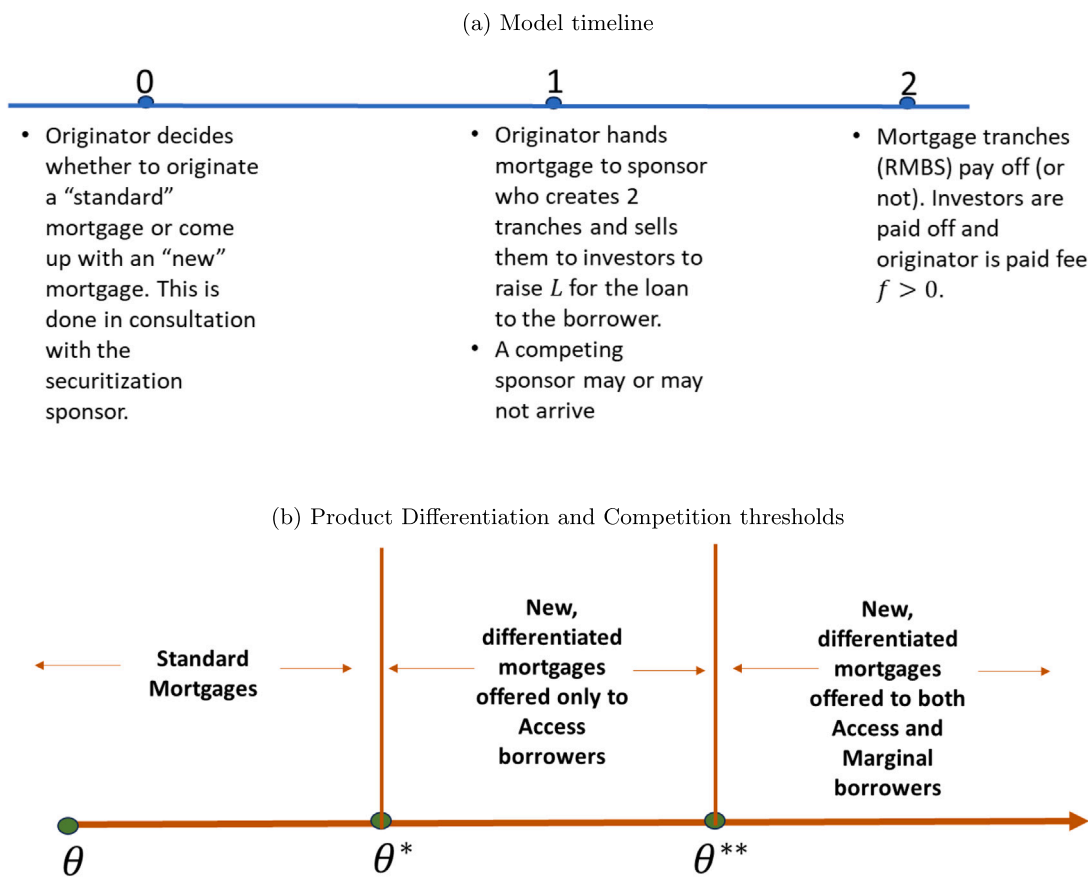 (a) Model timeline
0
• Originator decides
whether to originate
a “standard”
mortgage or come
up with an “new”
mortgage. This is
done in consultation
with the
securitization
sponsor.
1
• Originator hands
mortgage to sponsor
who creates 2
tranches and sells
them to investors to
raise L for the loan
to the borrower.
• A competing
sponsor may or may
not arrive
2
• Mortgage tranches
(RMBS) pay off (or
not). Investors are
paid off and
originator is paid fee
f > 0.
(b) Product Differentiation and Competition thresholds
Standard
Mortgages
New,
differentiated
mortgages
offered only to
Access
borrowers
New,
differentiated
mortgages
offered to both
Access and
Marginal
borrowers
θ
θ*
θ**